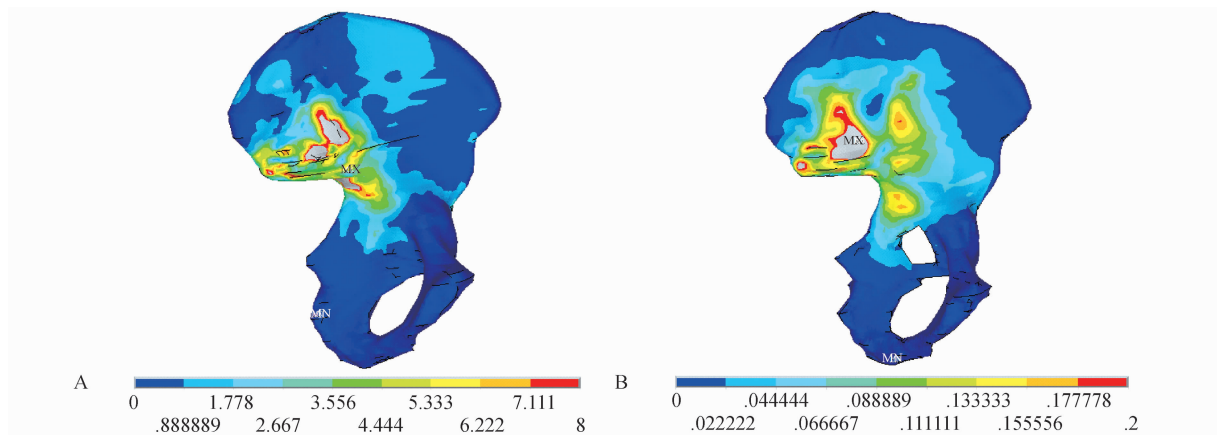 MX
MN
A
0 1.778 3.556 5.333 7.111
.888889 2.667 4.444 6.222 8
MX
MN
B
0 .044444 .088889 .133333 .177778
.022222 .066667 .111111 .155556 .2